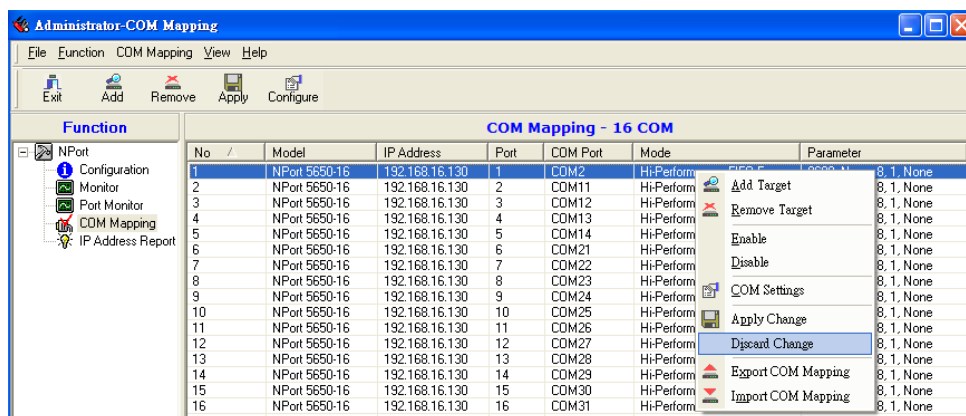 Administrator-COM Mapping
File Function COM Mapping View Help
Exit Add Remove Apply Configure
Function
NPort
Configuration
Monitor
Port Monitor
COM Mapping
IP Address Report
COM Mapping - 16 COM
No Model IP Address Port COM Port Mode Parameter
1 NPort 5650-16 192.168.16.130 1 COM2 Hi-Perform 8, 1, None
2 NPort 5650-16 192.168.16.130 2 COM11 Hi-Perform 8, 1, None
3 NPort 5650-16 192.168.16.130 3 COM12 Hi-Perform 8, 1, None
4 NPort 5650-16 192.168.16.130 4 COM13 Hi-Perform 8, 1, None
5 NPort 5650-16 192.168.16.130 5 COM14 Hi-Perform 8, 1, None
6 NPort 5650-16 192.168.16.130 6 COM21 Hi-Perform 8, 1, None
7 NPort 5650-16 192.168.16.130 7 COM22 Hi-Perform 8, 1, None
8 NPort 5650-16 192.168.16.130 8 COM23 Hi-Perform 8, 1, None
9 NPort 5650-16 192.168.16.130 9 COM24 Hi-Perform 8, 1, None
10 NPort 5650-16 192.168.16.130 10 COM25 Hi-Perform 8, 1, None
11 NPort 5650-16 192.168.16.130 11 COM26 Hi-Perform 8, 1, None
12 NPort 5650-16 192.168.16.130 12 COM27 Hi-Perform 8, 1, None
13 NPort 5650-16 192.168.16.130 13 COM28 Hi-Perform 8, 1, None
14 NPort 5650-16 192.168.16.130 14 COM29 Hi-Perform 8, 1, None
15 NPort 5650-16 192.168.16.130 15 COM30 Hi-Perform 8, 1, None
16 NPort 5650-16 192.168.16.130 16 COM31 Hi-Perform 8, 1, None
Add Target
Remove Target
Enable
Disable
COM Settings
Apply Change
Discard Change
Export COM Mapping
Import COM Mapping